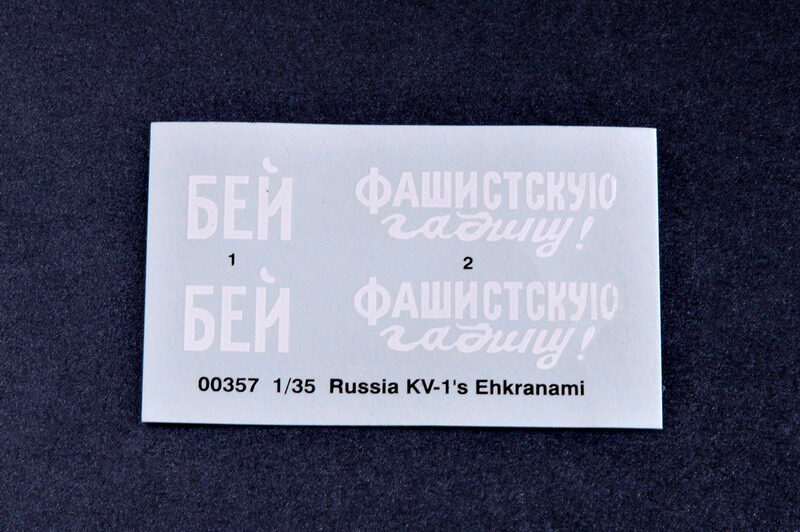 БЕЙ
ФАШИСТСКУЮ
гадину!
1
2
БЕЙ
ФАШИСТСКУЮ
гадину!
00357 1/35 Russia KV-1's Ehkranami